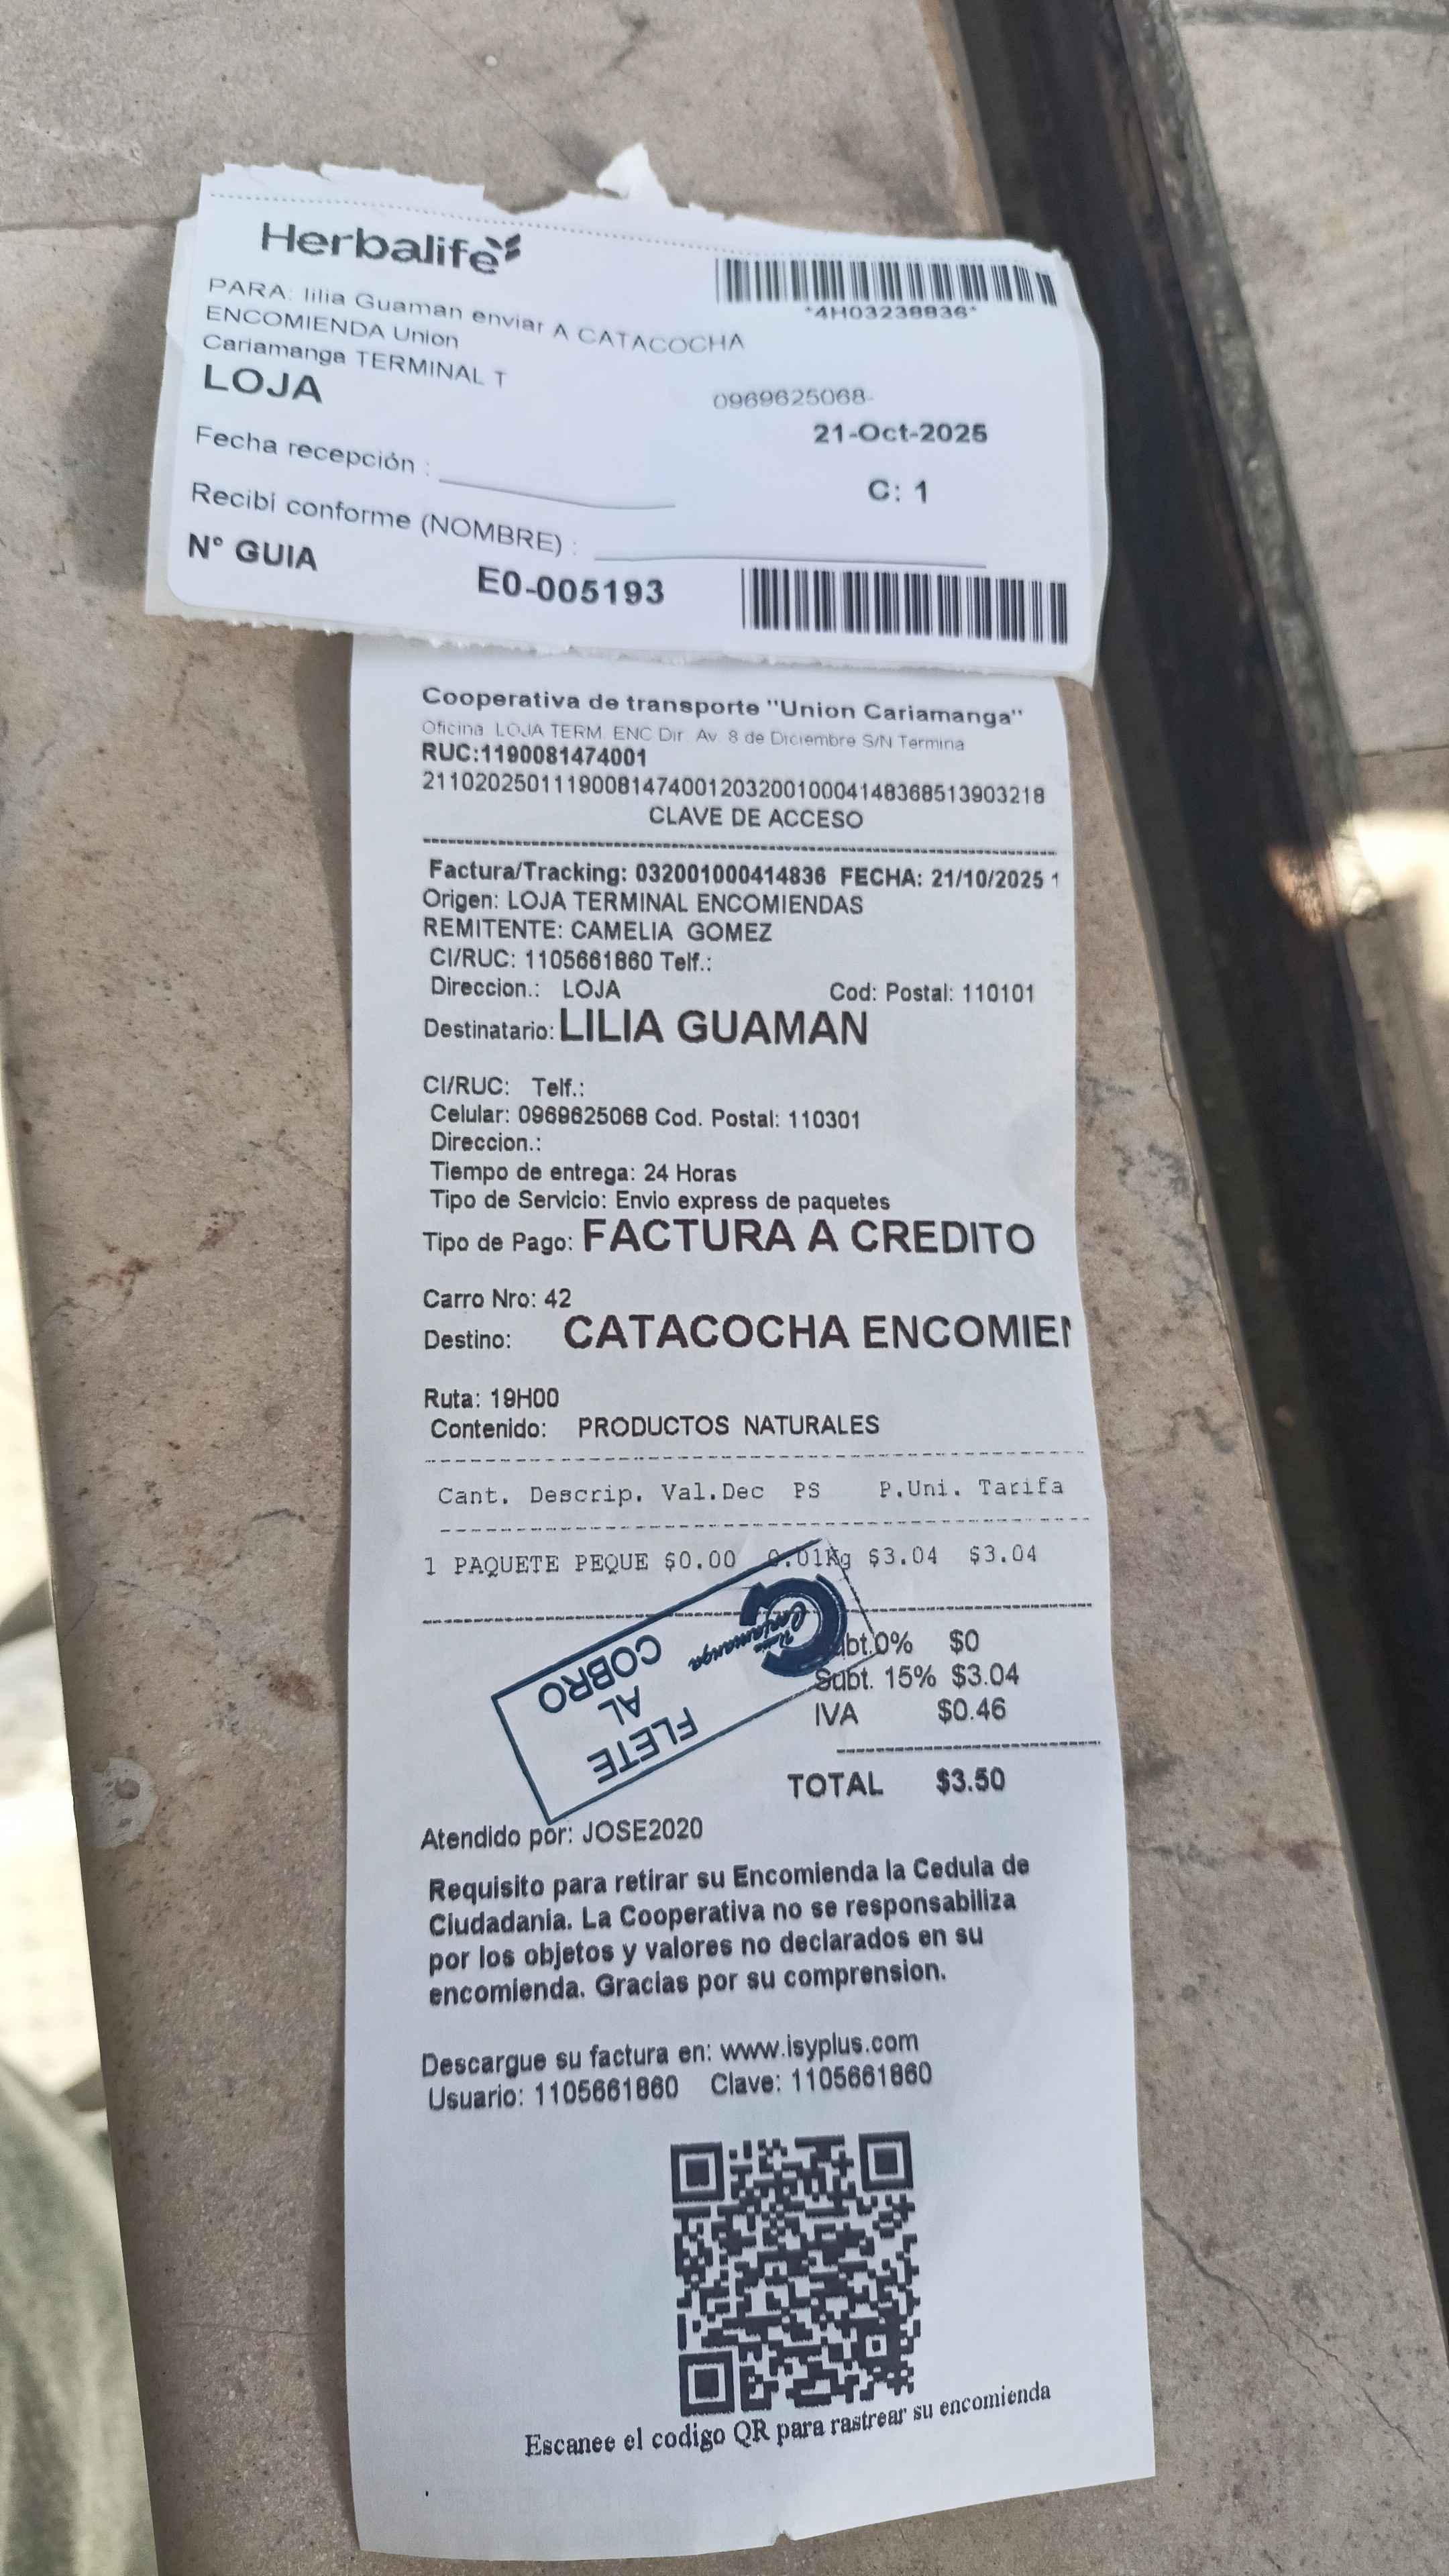 Herbalife
*4H03238836*
PARA: lilia Guaman enviar A CATACOCHA
ENCOMIENDA Union
Cariamanga TERMINAL T
LOJA
0969625068-
21-Oct-2025
Fecha recepción :
C: 1
Recibí conforme (NOMBRE) :
N° GUIA
E0-005193
Cooperativa de transporte "Union Cariamanga"
Oficina LOJA TERM. ENC Dir. Av. 8 de Diciembre S/N Termina
RUC:1190081474001
2110202501119008147400120320010004148368513903218
CLAVE DE ACCESO
Factura/Tracking: 032001000414836 FECHA: 21/10/2025 1
Origen: LOJA TERMINAL ENCOMIENDAS
REMITENTE: CAMELIA GOMEZ
CI/RUC: 1105661860 Telf.:
Direccion.: LOJA Cod: Postal: 110101
Destinatario: LILIA GUAMAN
CI/RUC: Telf.:
Celular: 0969625068 Cod. Postal: 110301
Direccion.:
Tiempo de entrega: 24 Horas
Tipo de Servicio: Envio express de paquetes
Tipo de Pago: FACTURA A CREDITO
Carro Nro: 42
Destino: CATACOCHA ENCOMIEN
Ruta: 19H00
Contenido: PRODUCTOS NATURALES
Cant. Descrip. Val.Dec PS P.Uni. Tarifa
1 PAQUETE PEQUE $0.00 0.01Kg $3.04 $3.04
Subt.0% $0
Subt. 15% $3.04
IVA $0.46
TOTAL $3.50
FLETE
AL
COBRO
Union
Cariamanga
Atendido por: JOSE2020
Requisito para retirar su Encomienda la Cedula de
Ciudadania. La Cooperativa no se responsabiliza
por los objetos y valores no declarados en su
encomienda. Gracias por su comprension.
Descargue su factura en: www.isyplus.com
Usuario: 1105661860 Clave: 1105661860
Escanee el codigo QR para rastrear su encomienda